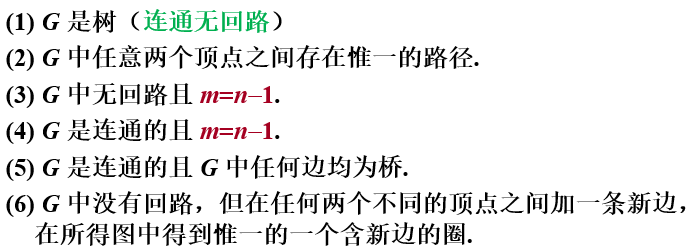 (1) G 是树（连通无回路）
(2) G 中任意两个顶点之间存在惟一的路径.
(3) G 中无回路且 m=n–1.
(4) G 是连通的且 m=n–1.
(5) G 是连通的且 G 中任何边均为桥.
(6) G 中没有回路，但在任何两个不同的顶点之间加一条新边，
在所得图中得到惟一的一个含新边的圈.